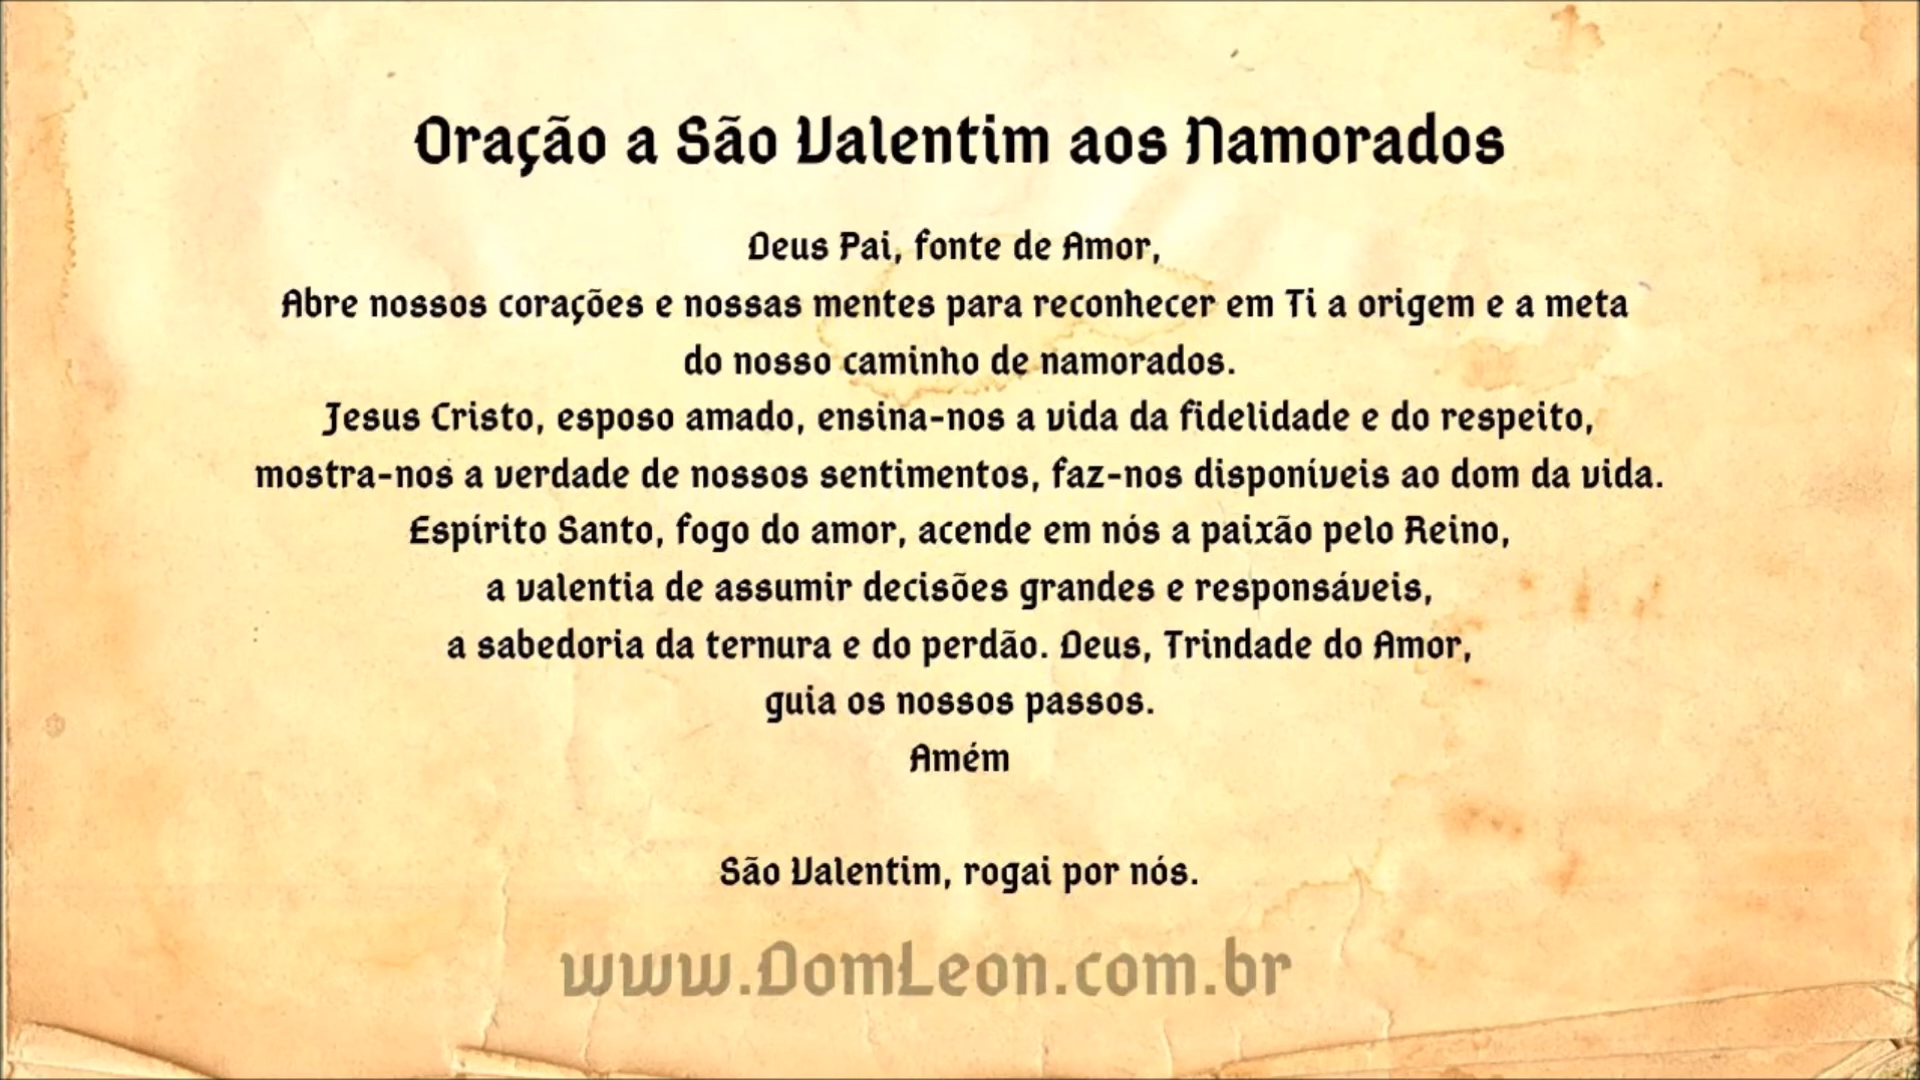 Oração a São Valentim aos Namorados
Deus Pai, fonte de Amor,
Abre nossos corações e nossas mentes para reconhecer em Ti a origem e a meta
do nosso caminho de namorados.
Jesus Cristo, esposo amado, ensina-nos a vida da fidelidade e do respeito,
mostra-nos a verdade de nossos sentimentos, faz-nos disponíveis ao dom da vida.
Espírito Santo, fogo do amor, acende em nós a paixão pelo Reino,
a valentia de assumir decisões grandes e responsáveis,
a sabedoria da ternura e do perdão. Deus, Trindade do Amor,
guia os nossos passos.
Amém
São Valentim, rogai por nós.
www.DomLeon.com.br